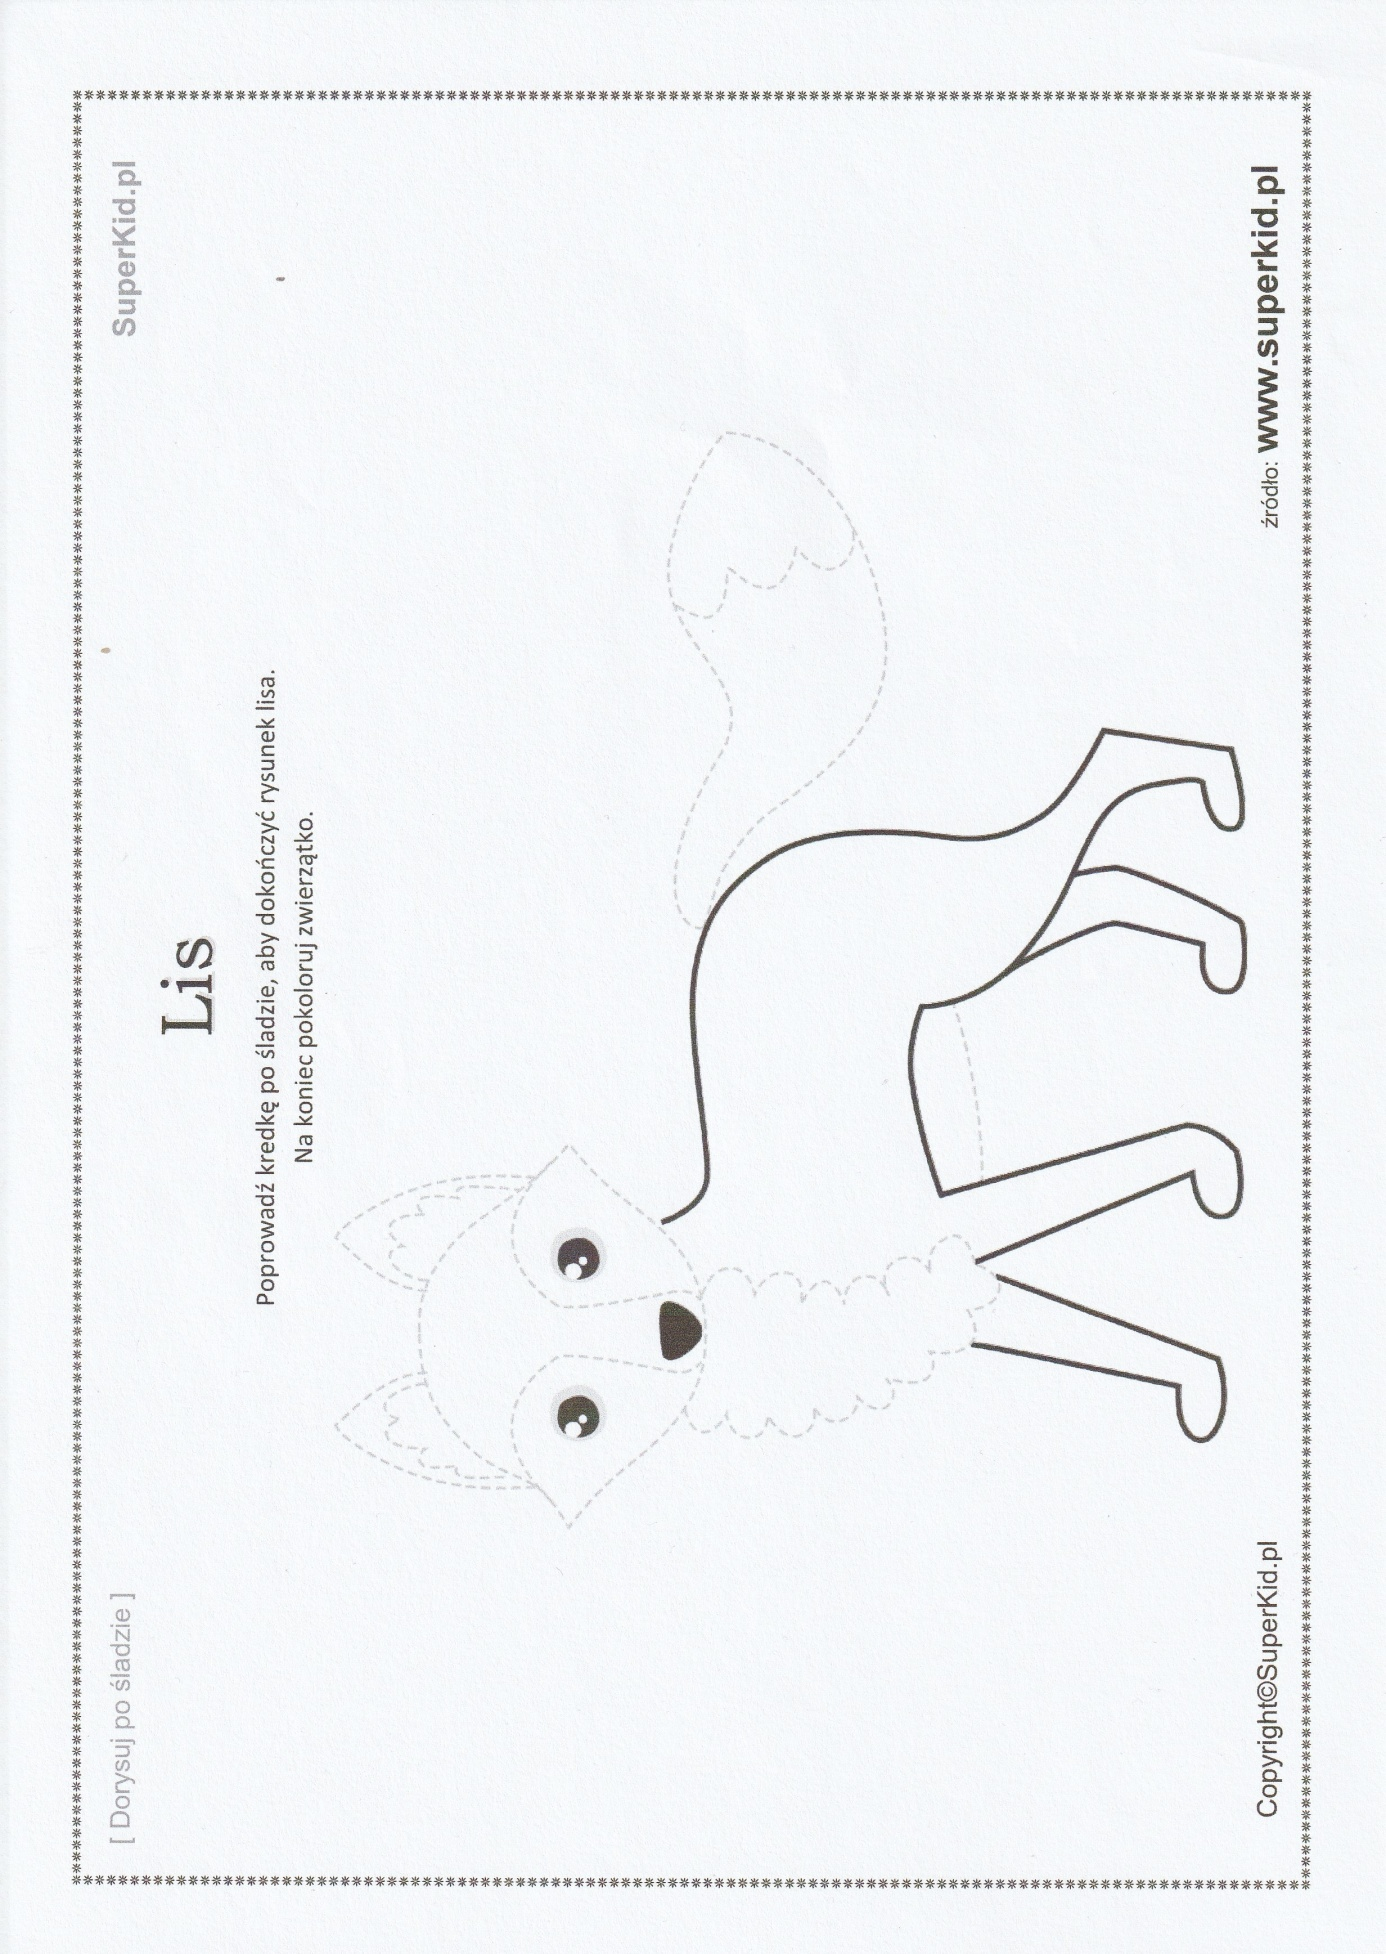 [ Dorysuj po śladzie ]
SuperKid.pl
Lis
Poprowadź kredkę po śladzie, aby dokończyć rysunek lisa.
Na koniec pokoloruj zwierzątko.
Copyright©SuperKid.pl
źródło: www.superkid.pl